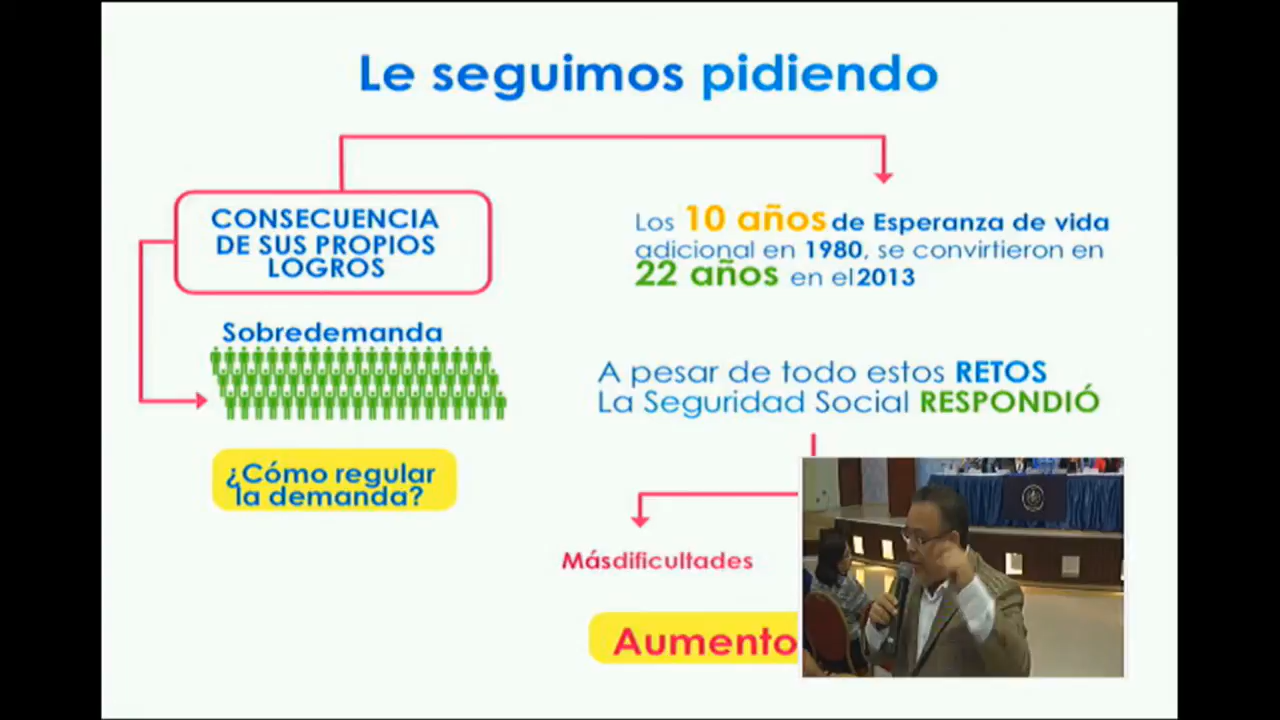 Le seguimos pidiendo
CONSECUENCIA
DE SUS PROPIOS
LOGROS
Sobredemanda
¿Cómo regular
la demanda?
Los 10 años de Esperanza de vida
adicional en 1980, se convirtieron en
22 años en el 2013
A pesar de todo estos RETOS
La Seguridad Social RESPONDIÓ
Másdificultades
Aumento